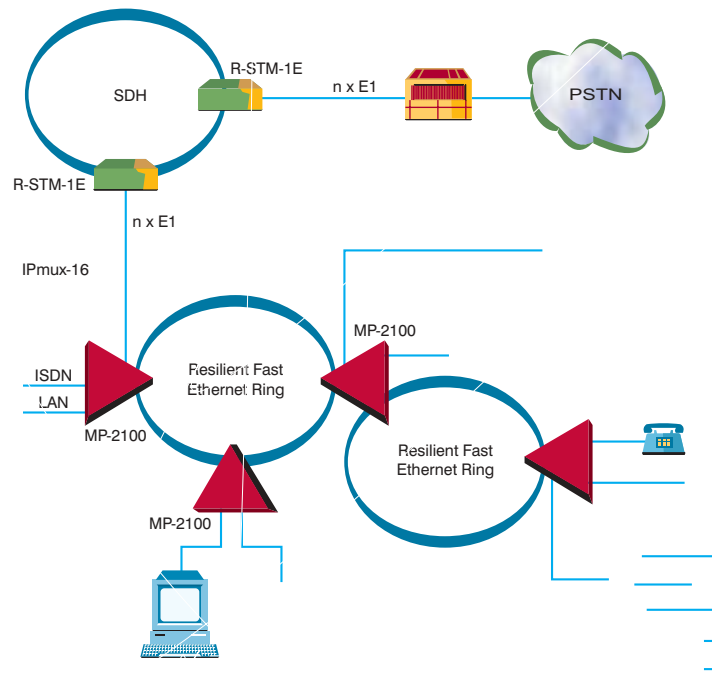 R-STM-1E
SDH
n x E1
PSTN
R-STM-1E
n x E1
IPmux-16
MP-2100
ISDN
LAN
Resilient Fast
Ethernet Ring
MP-2100
Resilient Fast
Ethernet Ring
MP-2100